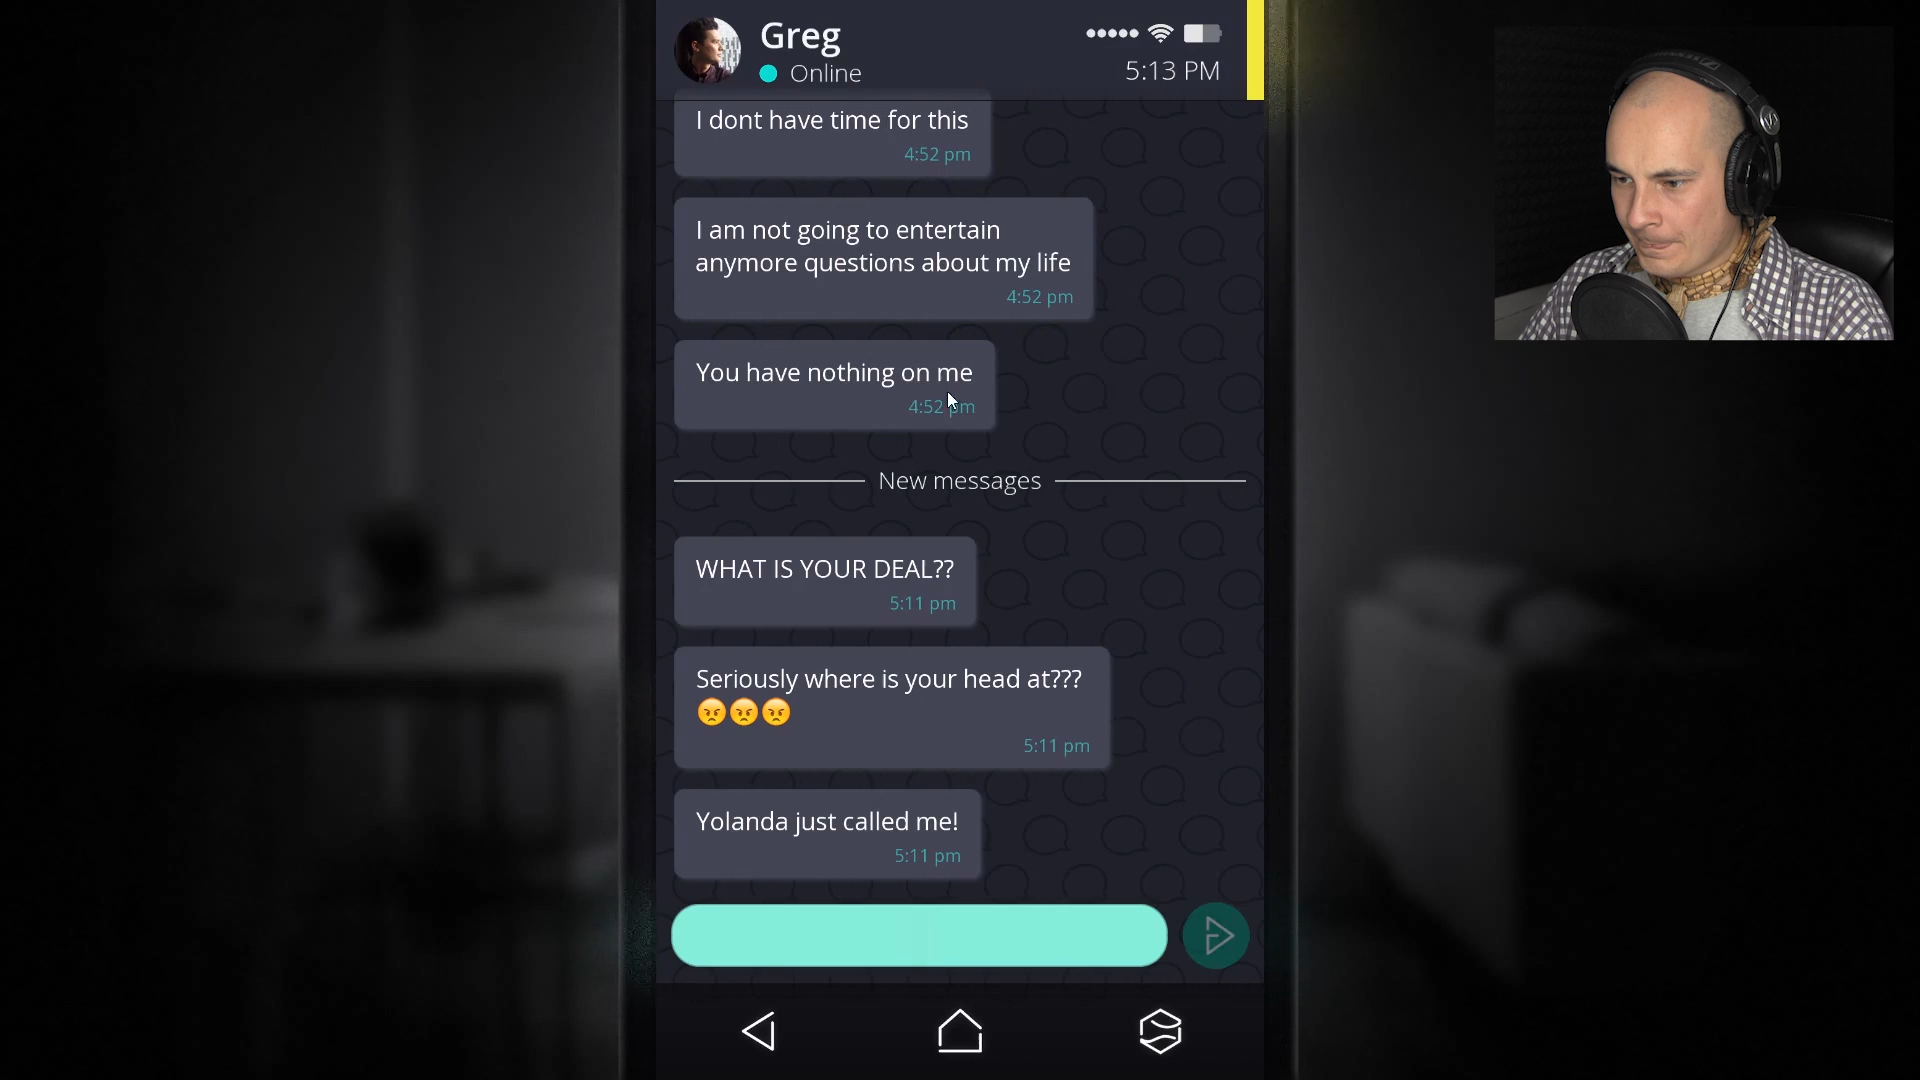 Greg
Online
5:13 PM
I dont have time for this
4:52 pm
I am not going to entertain
anymore questions about my life
4:52 pm
You have nothing on me
4:52 pm
New messages
WHAT IS YOUR DEAL??
5:11 pm
Seriously where is your head at???
😠😠😠
5:11 pm
Yolanda just called me!
5:11 pm